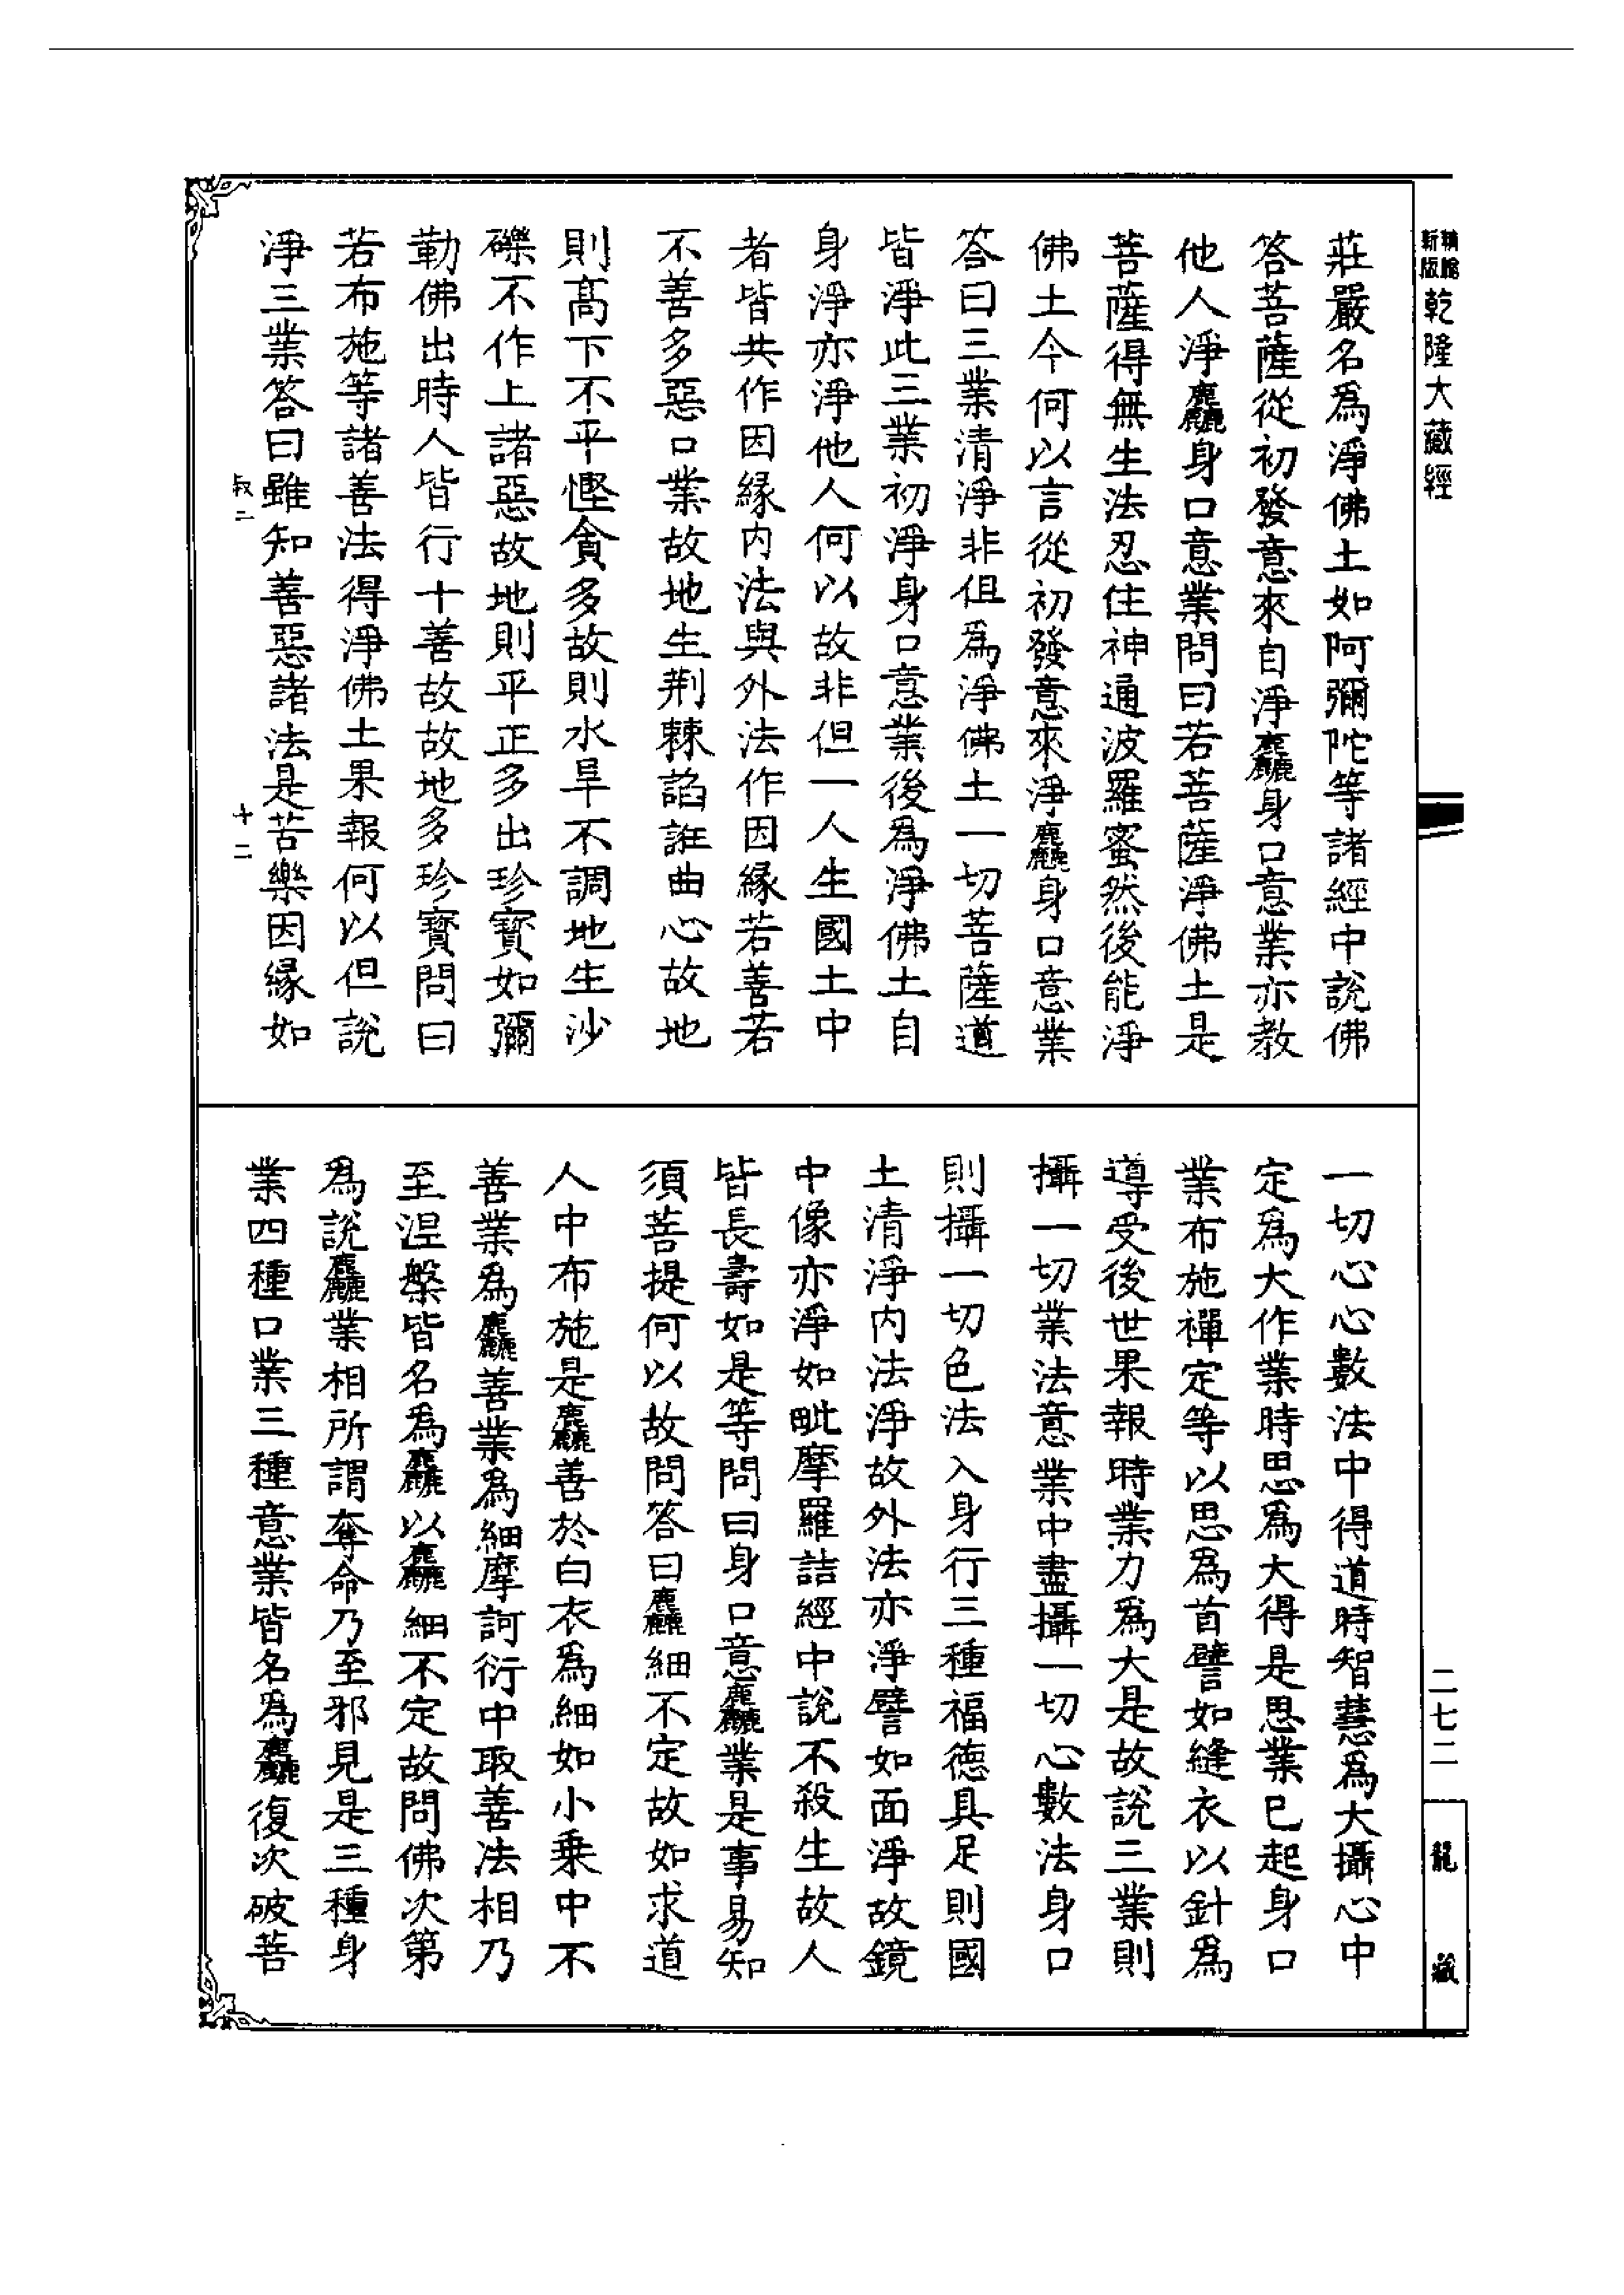 新版
乾隆大藏經
莊嚴名為淨佛土如阿彌陀等諸經中說佛
答菩薩從初發意來自淨麤身口意業亦教
他人淨麤身口意業問曰若菩薩淨佛土是
菩薩得無生法忍住神通波羅蜜然後能淨
佛土今何以言從初發意來淨麤身口意業
答曰三業清淨非但為淨佛土一切菩薩道
皆淨此三業初淨身口意業後為淨佛土自
身淨亦淨他人何以故非但一人生國土中
者皆共作因緣內法與外法作因緣若善若
不善多惡口業故地生荆棘諂誑曲心故地
則高下不平慳貪多故則水旱不調地生沙
礫不作上諸惡故地則平正多出珍寶如彌
勒佛出時人皆行十善故故地多珍寶問曰
若布施等諸善法得淨佛土果報何以但說
淨三業答曰雖知善惡諸法是苦樂因緣如
叔二
十二
一切心心數法中得道時智慧為大攝心中
定為大作業時思為大得是思業已起身口
業布施禪定等以思為首譬如縫衣以針為
導受後世果報時業力為大是故說三業則
攝一切業法意業中盡攝一切心數法身口
則攝一切色法入身行三種福德具足則國
土清淨內法淨故外法亦淨譬如面淨故鏡
中像亦淨如毗摩羅詰經中說不殺生故人
皆長壽如是等問曰身口意麤業是事易知
須菩提何以故問答曰麤細不定故如求道
人中布施是麤善於白衣為細如小乘中不
善業為麤善業為細摩訶衍中取善法相乃
至涅槃皆名為麤以麤細不定故問佛次第
為說麤業相所謂奪命乃至邪見是三種身
業四種口業三種意業皆名為麤復次破菩
二七二
龍藏